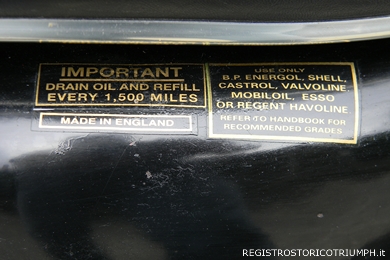 IMPORTANT
DRAIN OIL AND REFILL
EVERY 1,500 MILES
MADE IN ENGLAND
USE ONLY
B.P. ENERGOL, SHELL,
CASTROL, VALVOLINE
MOBILOIL, ESSO
OR REGENT HAVOLINE
REFER TO HANDBOOK FOR
RECOMMENDED GRADES
REGISTROSTORICOTRIUMPH.it